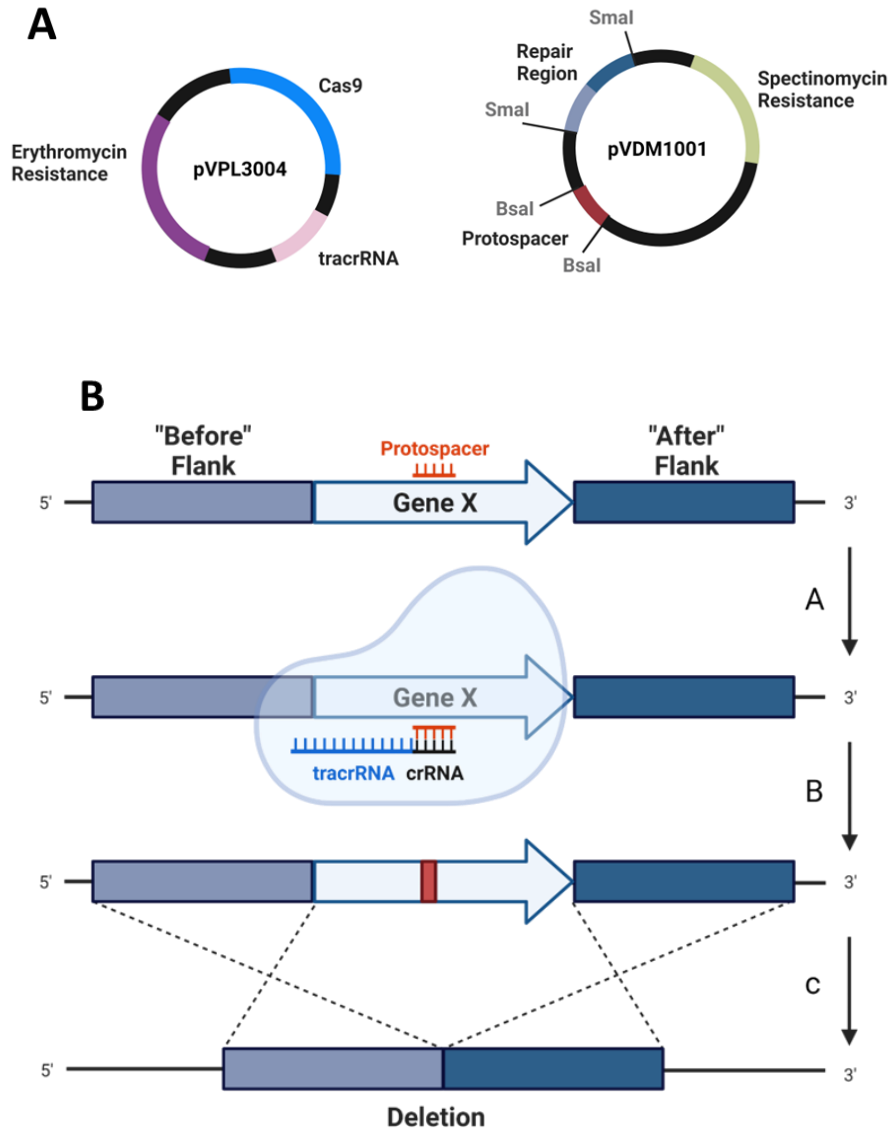 A
Cas9
Erythromycin
Resistance
pVPL3004
tracrRNA
SmaI
Repair
Region
SmaI
Spectinomycin
Resistance
pVDM1001
BsaI
Protospacer
BsaI
B
"Before"
Flank
Protospacer
"After"
Flank
5'
Gene X
3'
A
5'
Gene X
3'
tracrRNA crRNA
B
5'
3'
c
5'
3'
Deletion